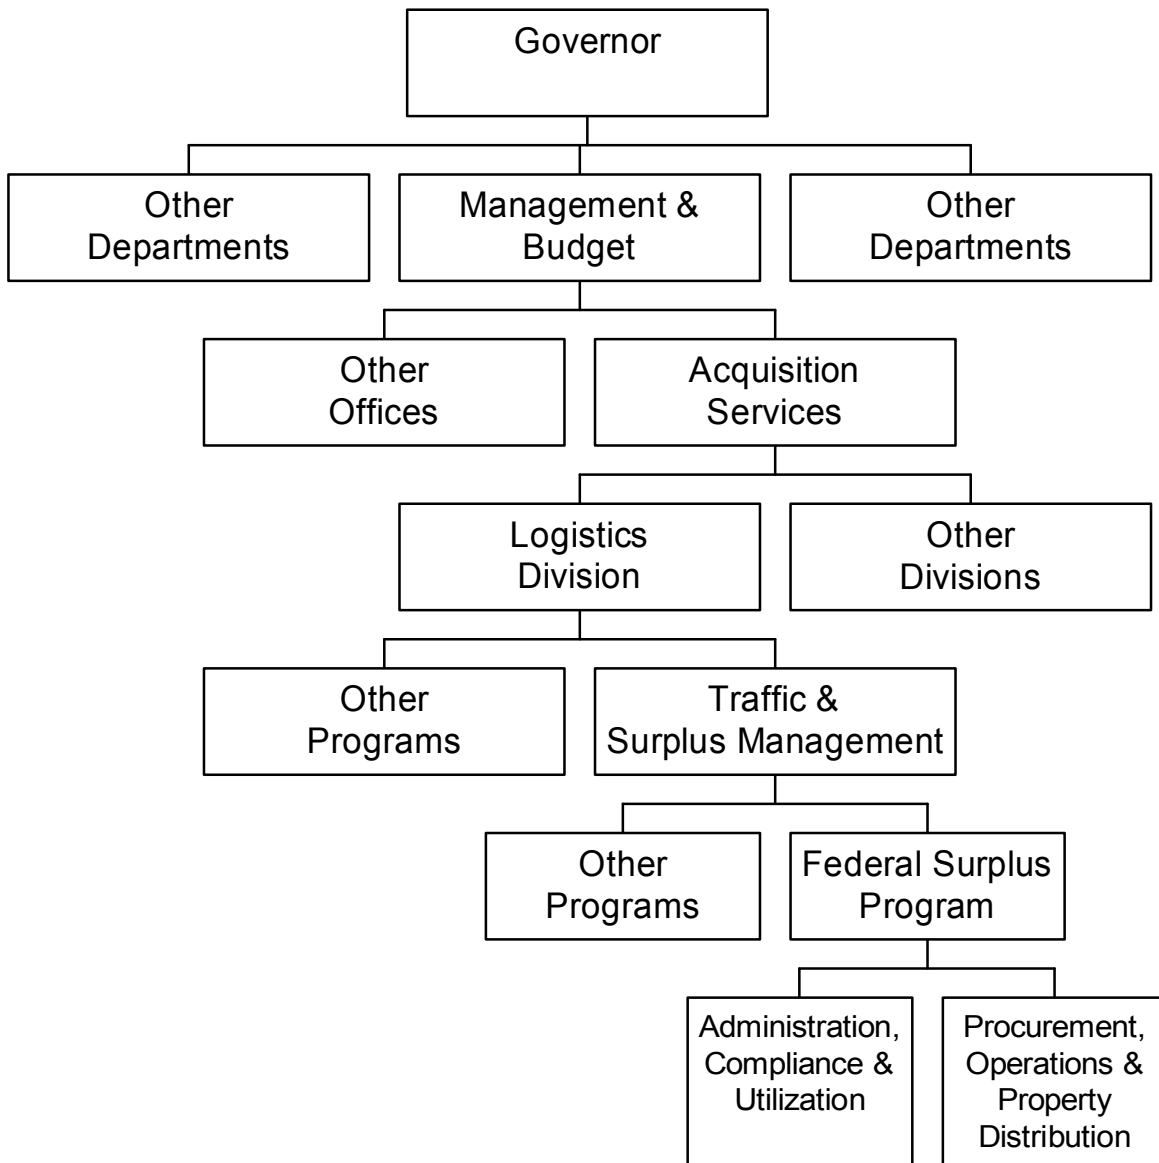 Governor
Other
Departments
Management &
Budget
Other
Departments
Other
Offices
Acquisition
Services
Logistics
Division
Other
Divisions
Other
Programs
Traffic &
Surplus Management
Other
Programs
Federal Surplus
Program
Administration,
Compliance &
Utilization
Procurement,
Operations &
Property
Distribution